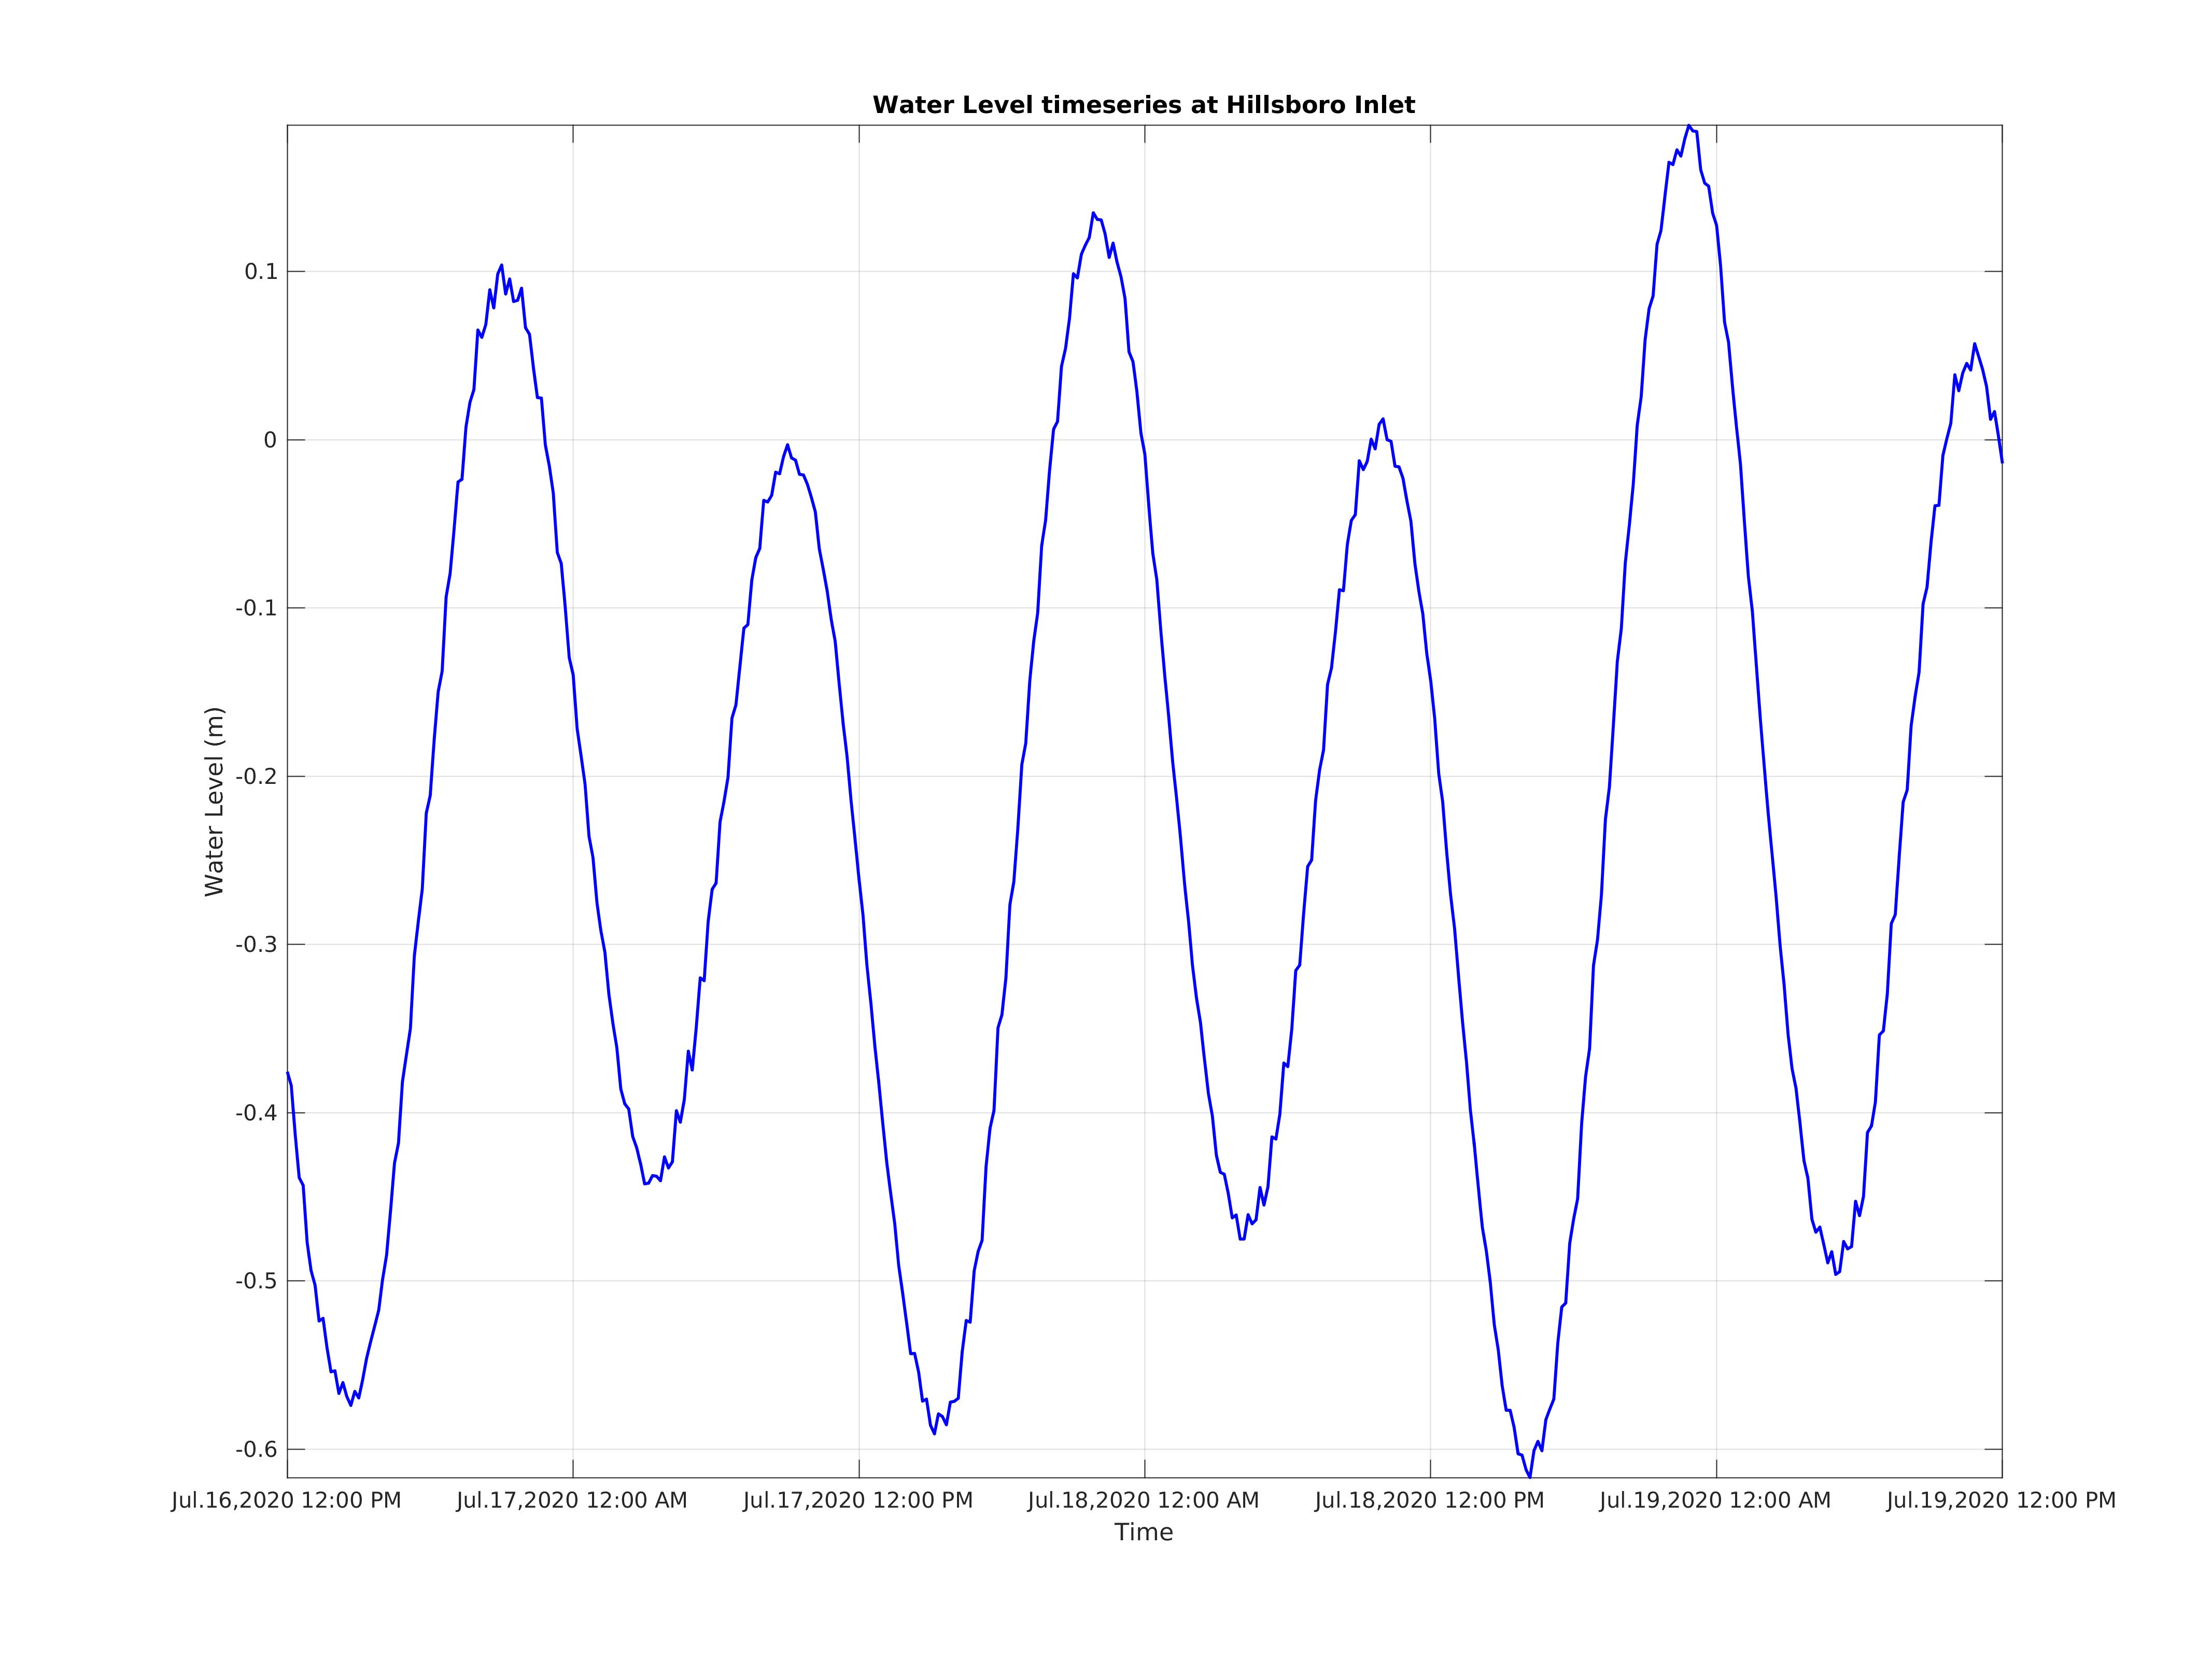 Water Level timeseries at Hillsboro Inlet
0.1
0
-0.1
-0.2
-0.3
-0.4
-0.5
-0.6
Water Level (m)
Jul.16,2020 12:00 PM
Jul.17,2020 12:00 AM
Jul.17,2020 12:00 PM
Jul.18,2020 12:00 AM
Jul.18,2020 12:00 PM
Jul.19,2020 12:00 AM
Jul.19,2020 12:00 PM
Time